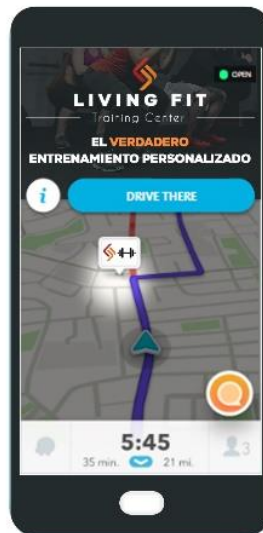 OPEN
LIVING FIT
Training Center
EL VERDADERO
ENTRENAMIENTO PERSONALIZADO
i DRIVE THERE
5:45
3
35 min. 21 mi.